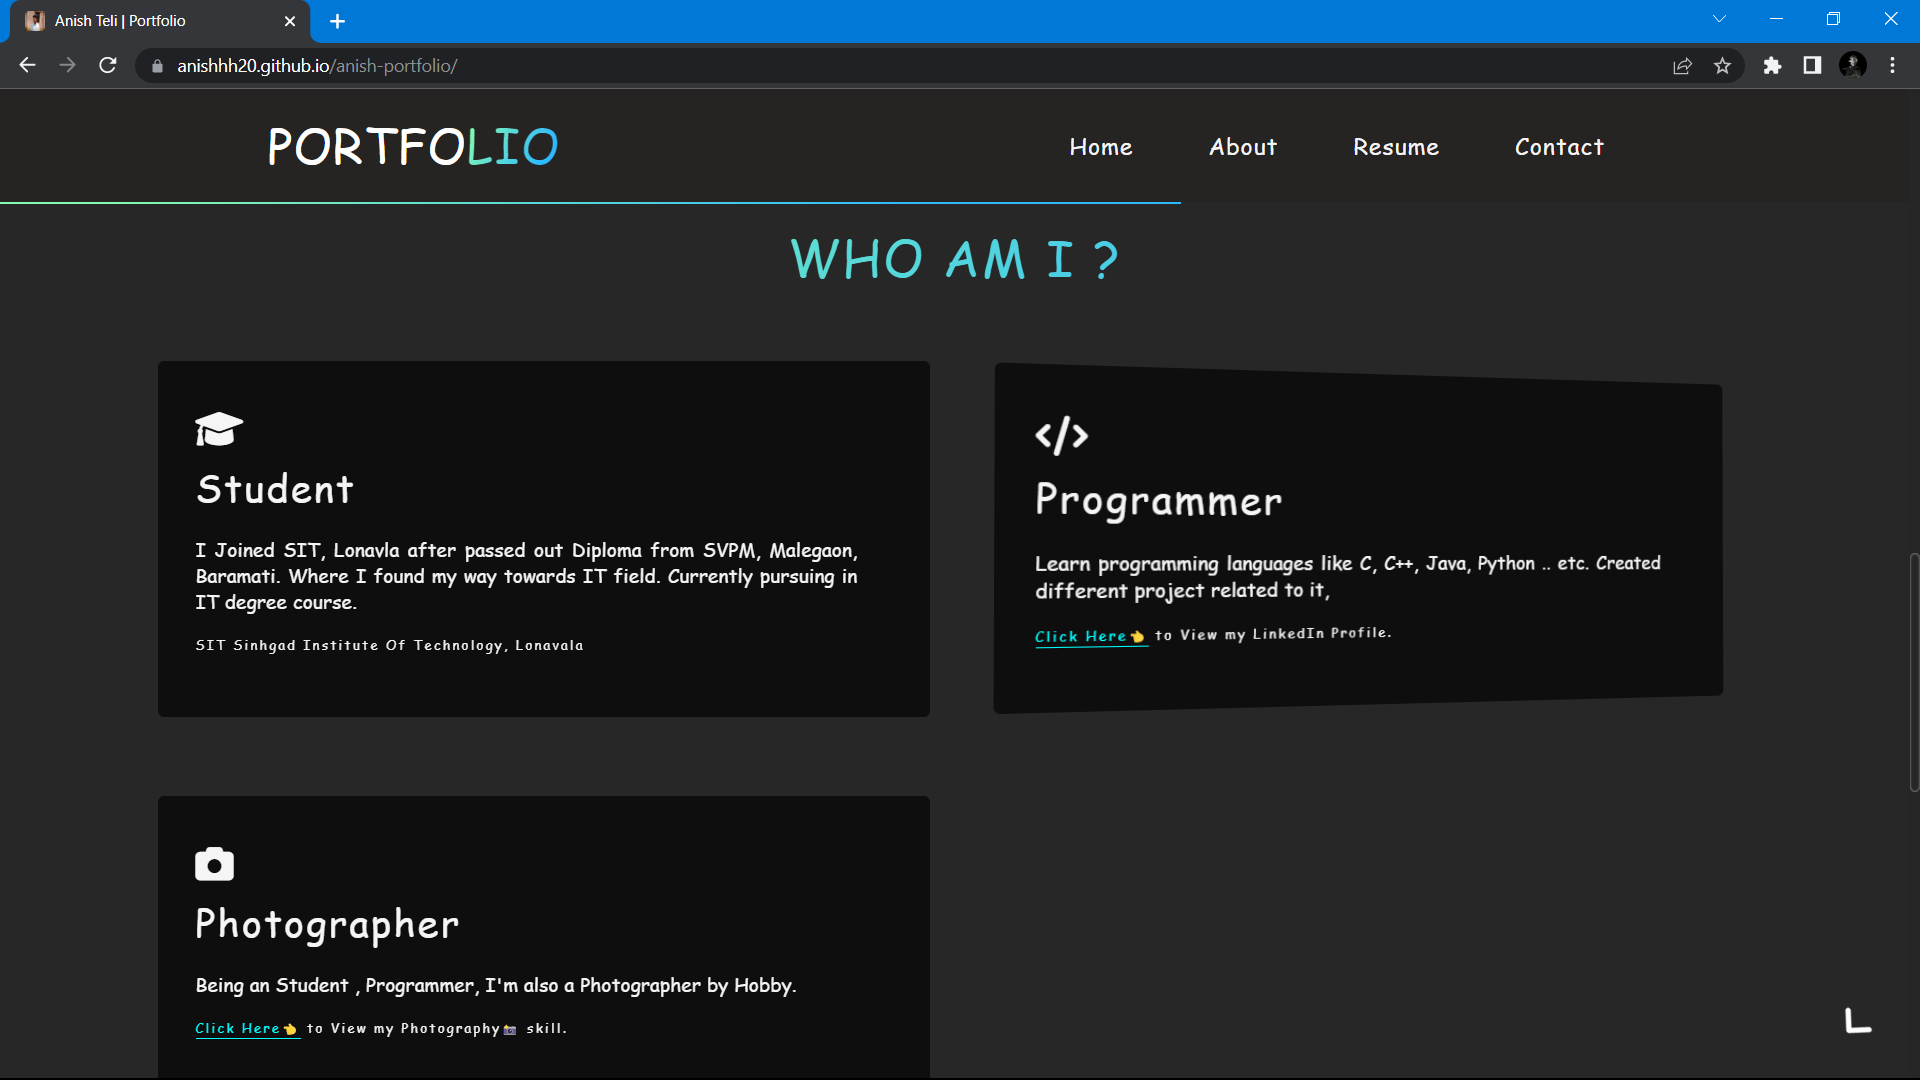 Anish Teli | Portfolio
anishhh20.github.io/anish-portfolio/
PORTFOLIO
Home
About
Resume
Contact
WHO AM I ?
Student
I Joined SIT, Lonavla after passed out Diploma from SVPM, Malegaon,
Baramati. Where I found my way towards IT field. Currently pursuing in
IT degree course.
SIT Sinhgad Institute Of Technology, Lonavala
Programmer
Learn programming languages like C, C++, Java, Python .. etc. Created
different project related to it,
Click Here👈 to View my LinkedIn Profile.
Photographer
Being an Student , Programmer, I'm also a Photographer by Hobby.
Click Here👈 to View my Photography📸 skill.